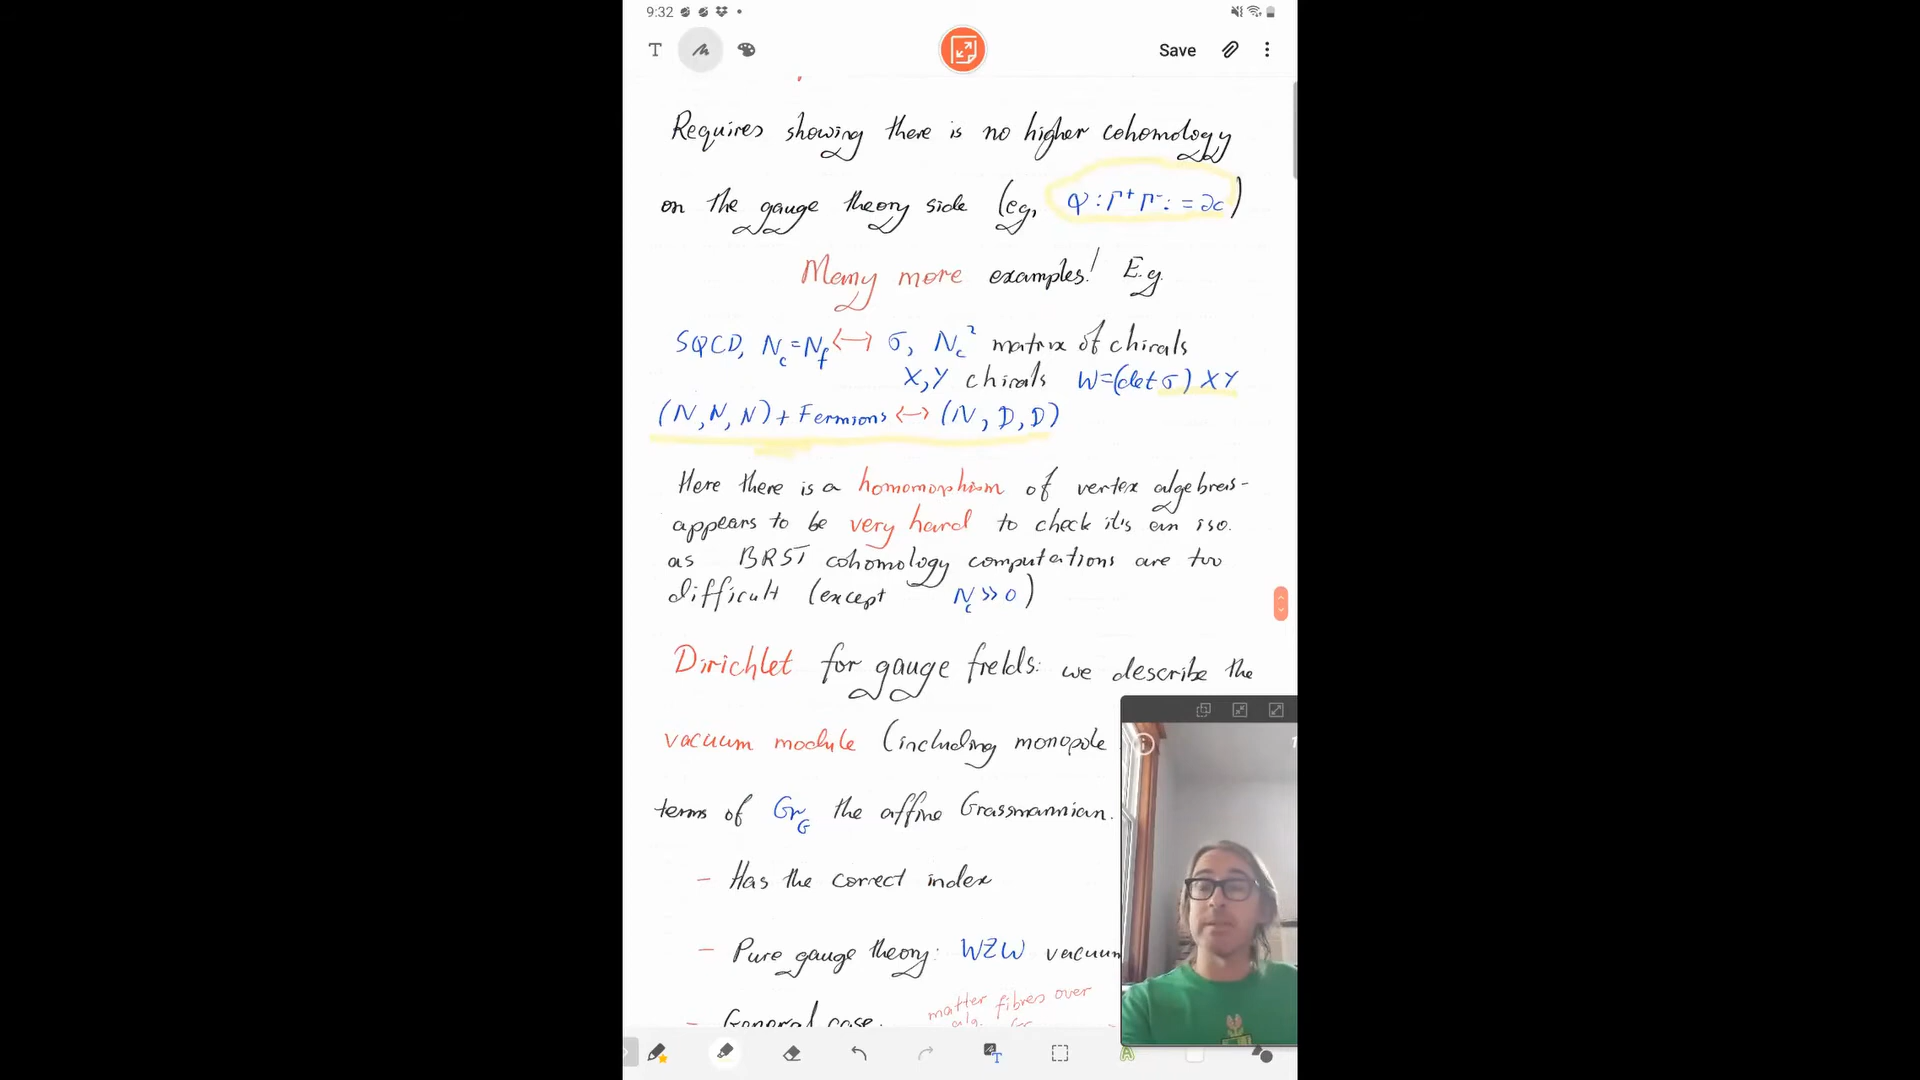 9:32
T
Save
Requires showing there is no higher cohomology
on the gauge theory side (eg, Q :Γ⁺ Γ⁻: = ∂c)
Many more examples! E.g.
SQCD, N_c = N_f ↔ σ, N_c² matrix of chirals
X, Y chirals W=(det σ) XY
(N, N, N) + Fermions ↔ (N, D, D)
Here there is a homomorphism of vertex algebras -
appears to be very hard to check it's an iso.
as BRST cohomology computations are too
difficult (except N_c >> 0)
Dirichlet for gauge fields: we describe the
vacuum module (including monopole
terms of Gr_G the affine Grassmannian.
– Has the correct index
– Pure gauge theory: WZW vacuum
– General case. matter fibres over
alg. Gr